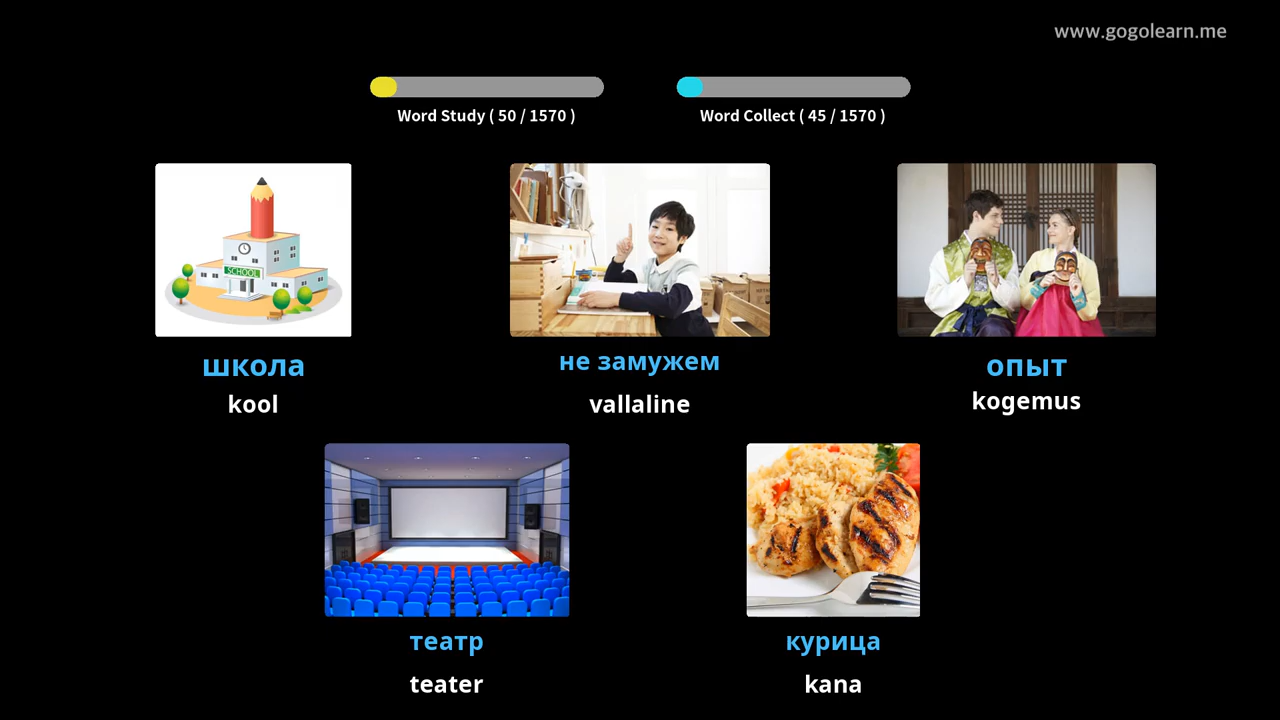 www.gogolearn.me
Word Study ( 50 / 1570 )
Word Collect ( 45 / 1570 )
SCHOOL
школа
kool
не замужем
vallaline
опыт
kogemus
театр
teater
курица
kana